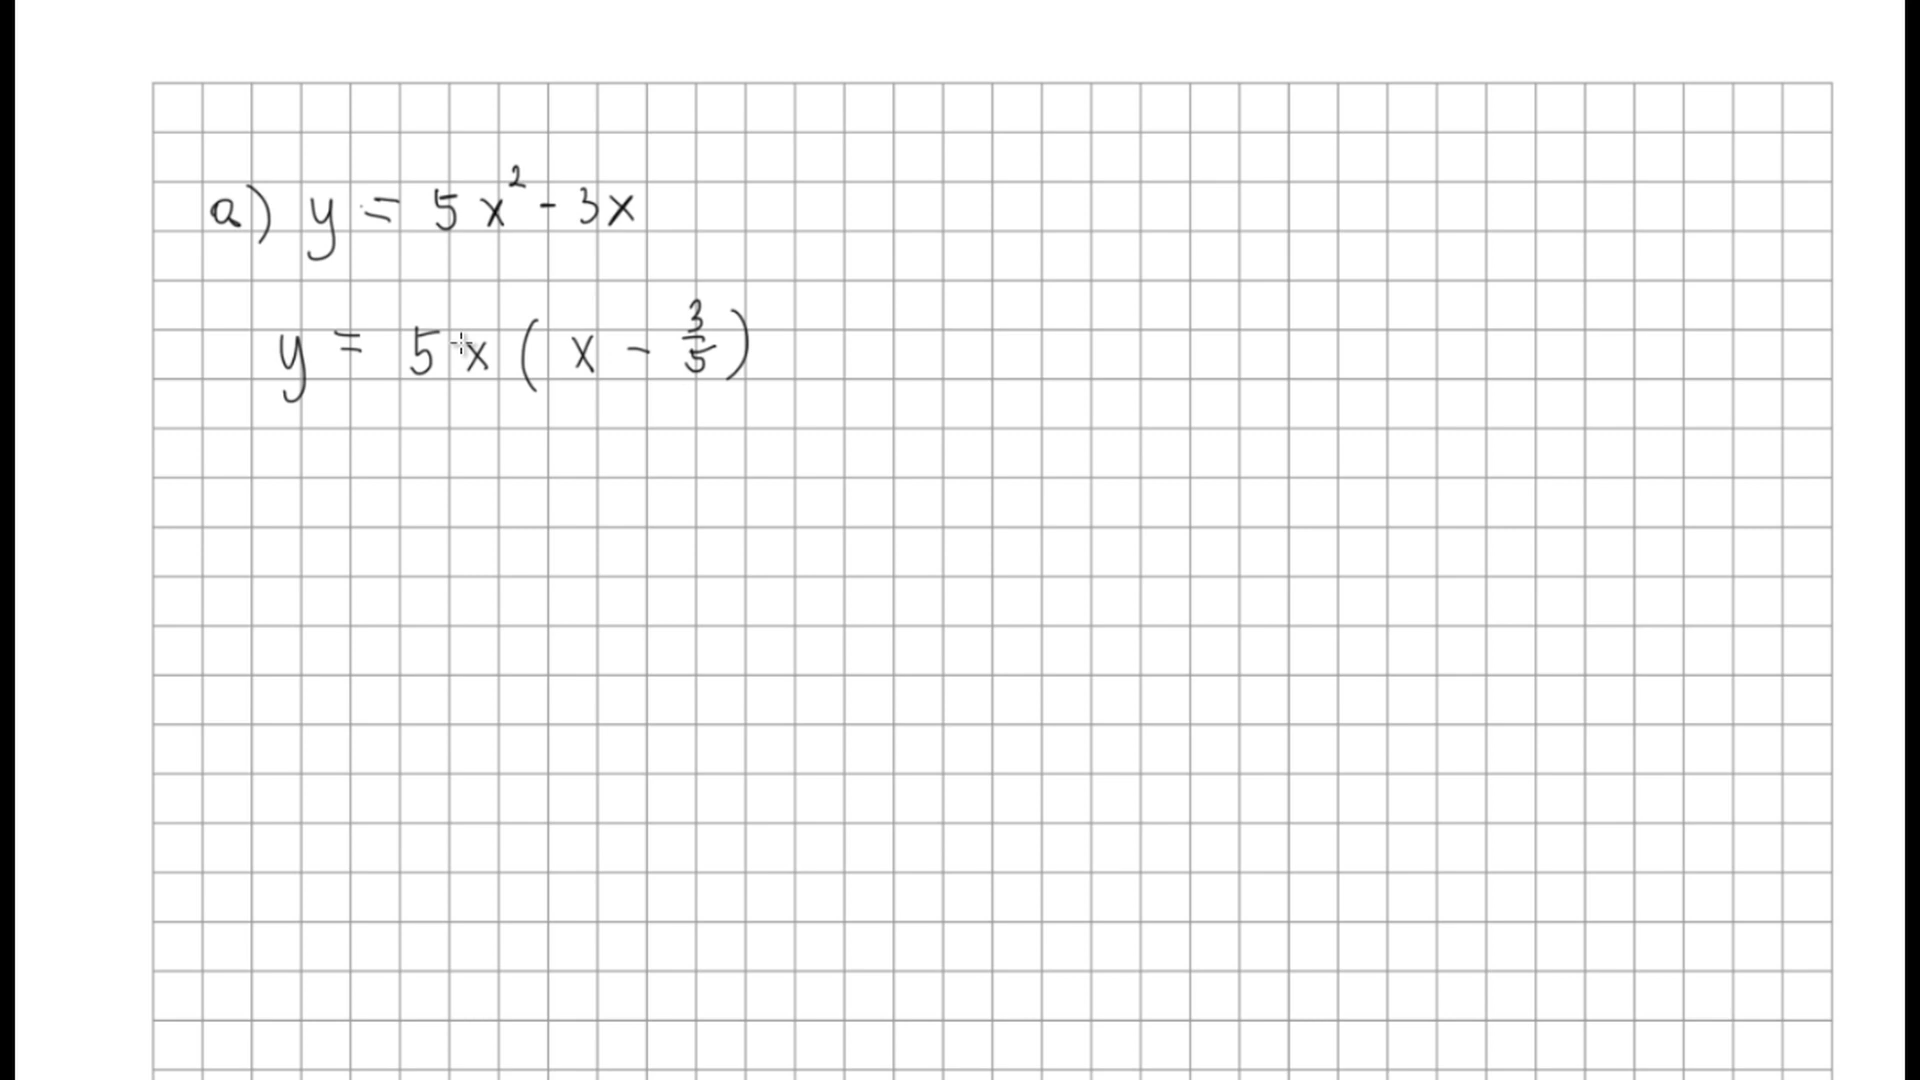 a) y = 5x² - 3x
y = 5x ( x - 3/5 )